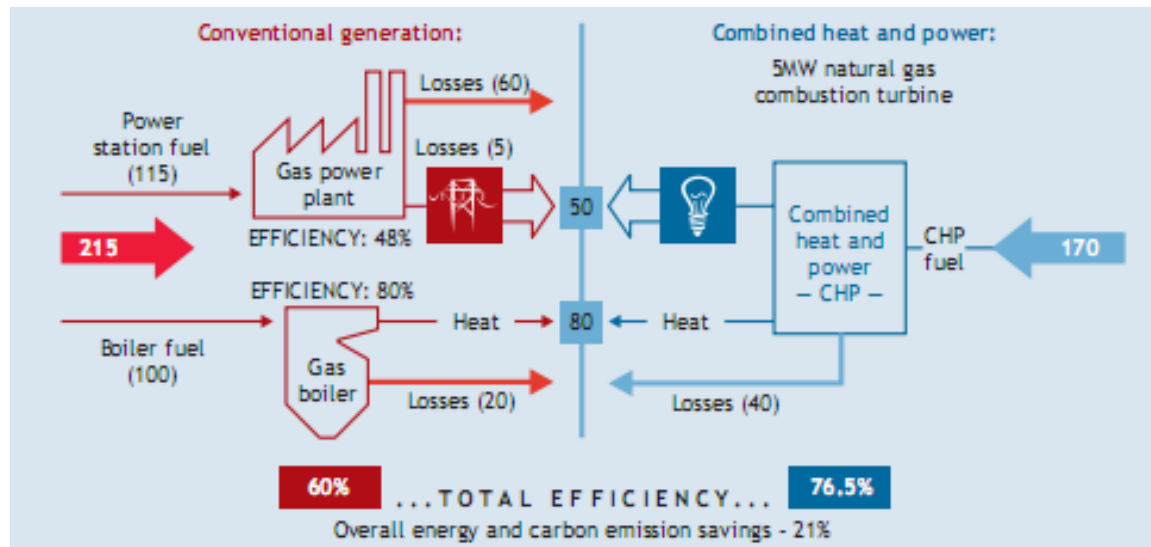 Conventional generation:
Losses (60)
Power
station fuel
(115)
Losses (5)
Gas power
plant
EFFICIENCY: 48%
215
EFFICIENCY: 80%
Heat
Boiler fuel
(100)
Gas
boiler
Losses (20)
50
80
Combined heat and power:
5MW natural gas
combustion turbine
Combined
heat and
power
— CHP —
CHP
fuel
170
Heat
Losses (40)
60%
...TOTAL EFFICIENCY...
76,5%
Overall energy and carbon emission savings - 21%